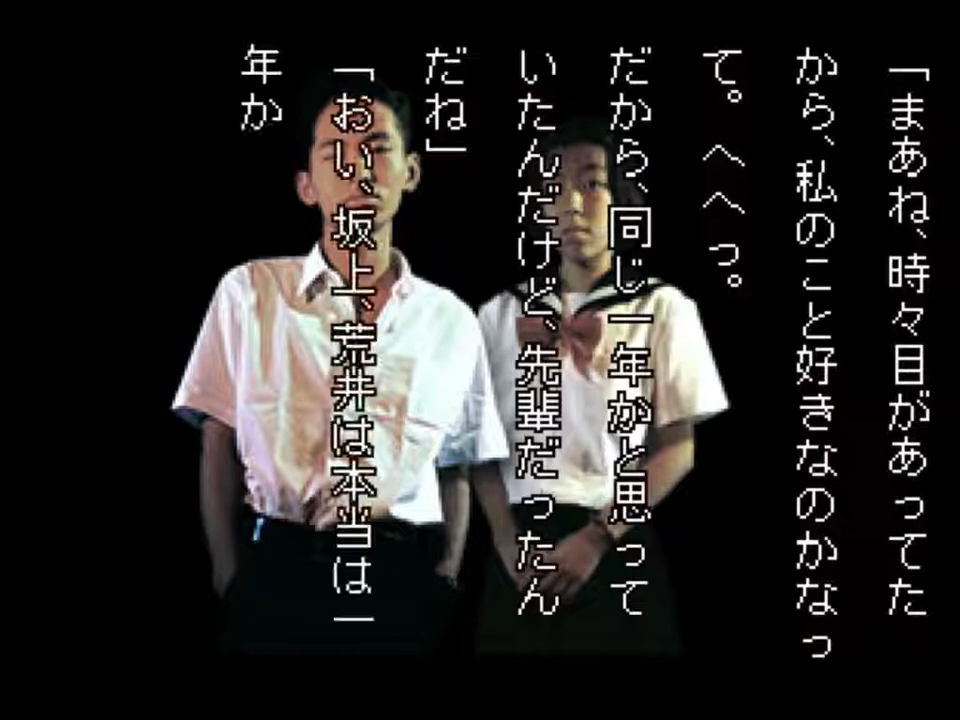 「まあね、時々目があってた
から、私のこと好きなのかなっ
て。へへっ。
だから、同じ一年かと思って
いたんだけど、先輩だったん
だね」
「おい、坂上、荒井は本当は一
年か